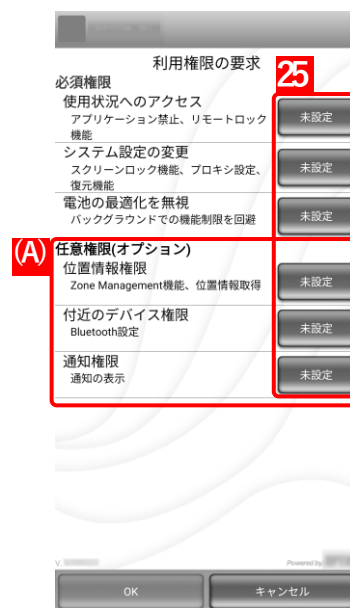 利用権限の要求
25
必須権限
使用状況へのアクセス
アプリケーション禁止、リモートロック
機能
未設定
システム設定の変更
スクリーンロック機能、プロキシ設定、
復元機能
未設定
電池の最適化を無視
バックグラウンドでの機能制限を回避
未設定
(A)
任意権限(オプション)
位置情報権限
Zone Management機能、位置情報取得
未設定
付近のデバイス権限
Bluetooth設定
未設定
通知権限
通知の表示
未設定
V.
Powered by
OK
キャンセル